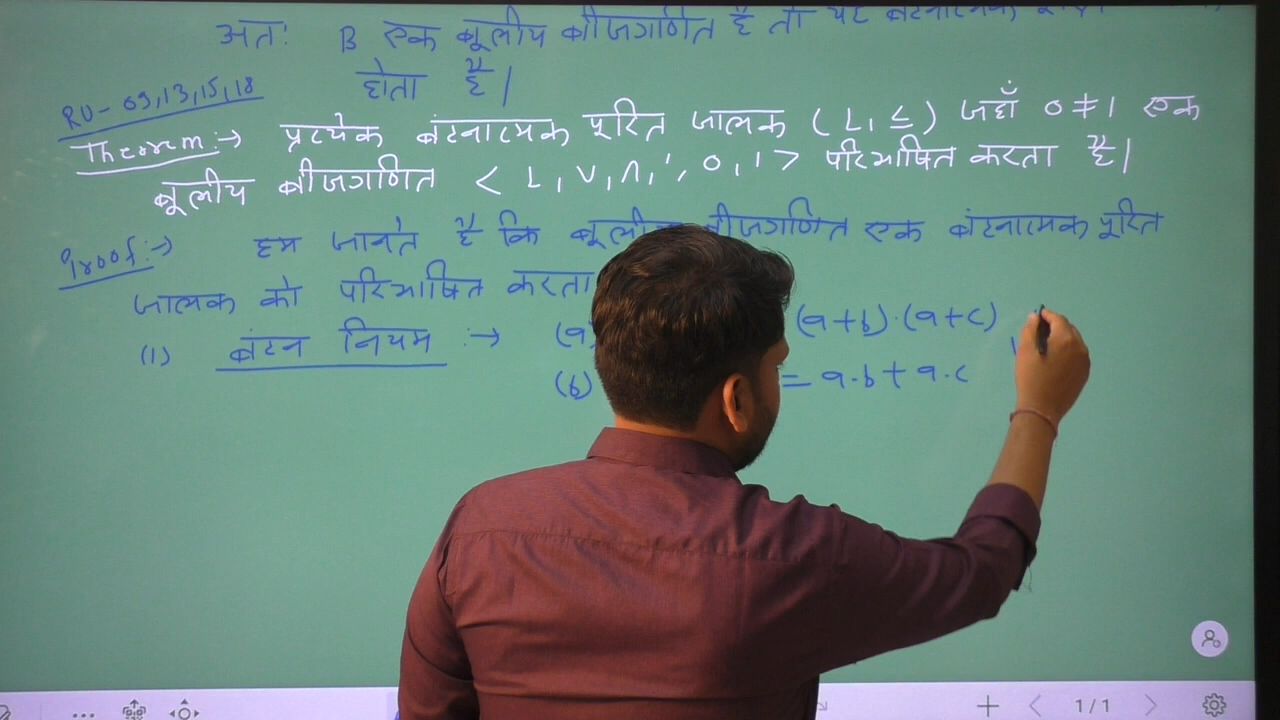 अतः B एक बूलीय बीजगणित है तो यह बंटनात्मक
होता है।
RU- 09,13,15,18
Theorem:→ प्रत्येक बंटनात्मक पूरित जालक (L, ≤) जहाँ 0≠1 एक
बूलीय बीजगणित < L, ∨, ∧, ', 0, 1 > परिभाषित करता है।
Proof:→ हम जानते है कि बूलीय बीजगणित एक बंटनात्मक पूरित
जालक को परिभाषित करता
(1) बंटन नियम :→ (a) (a+b)·(a+c)
(b) = a·b + a·c
1/1